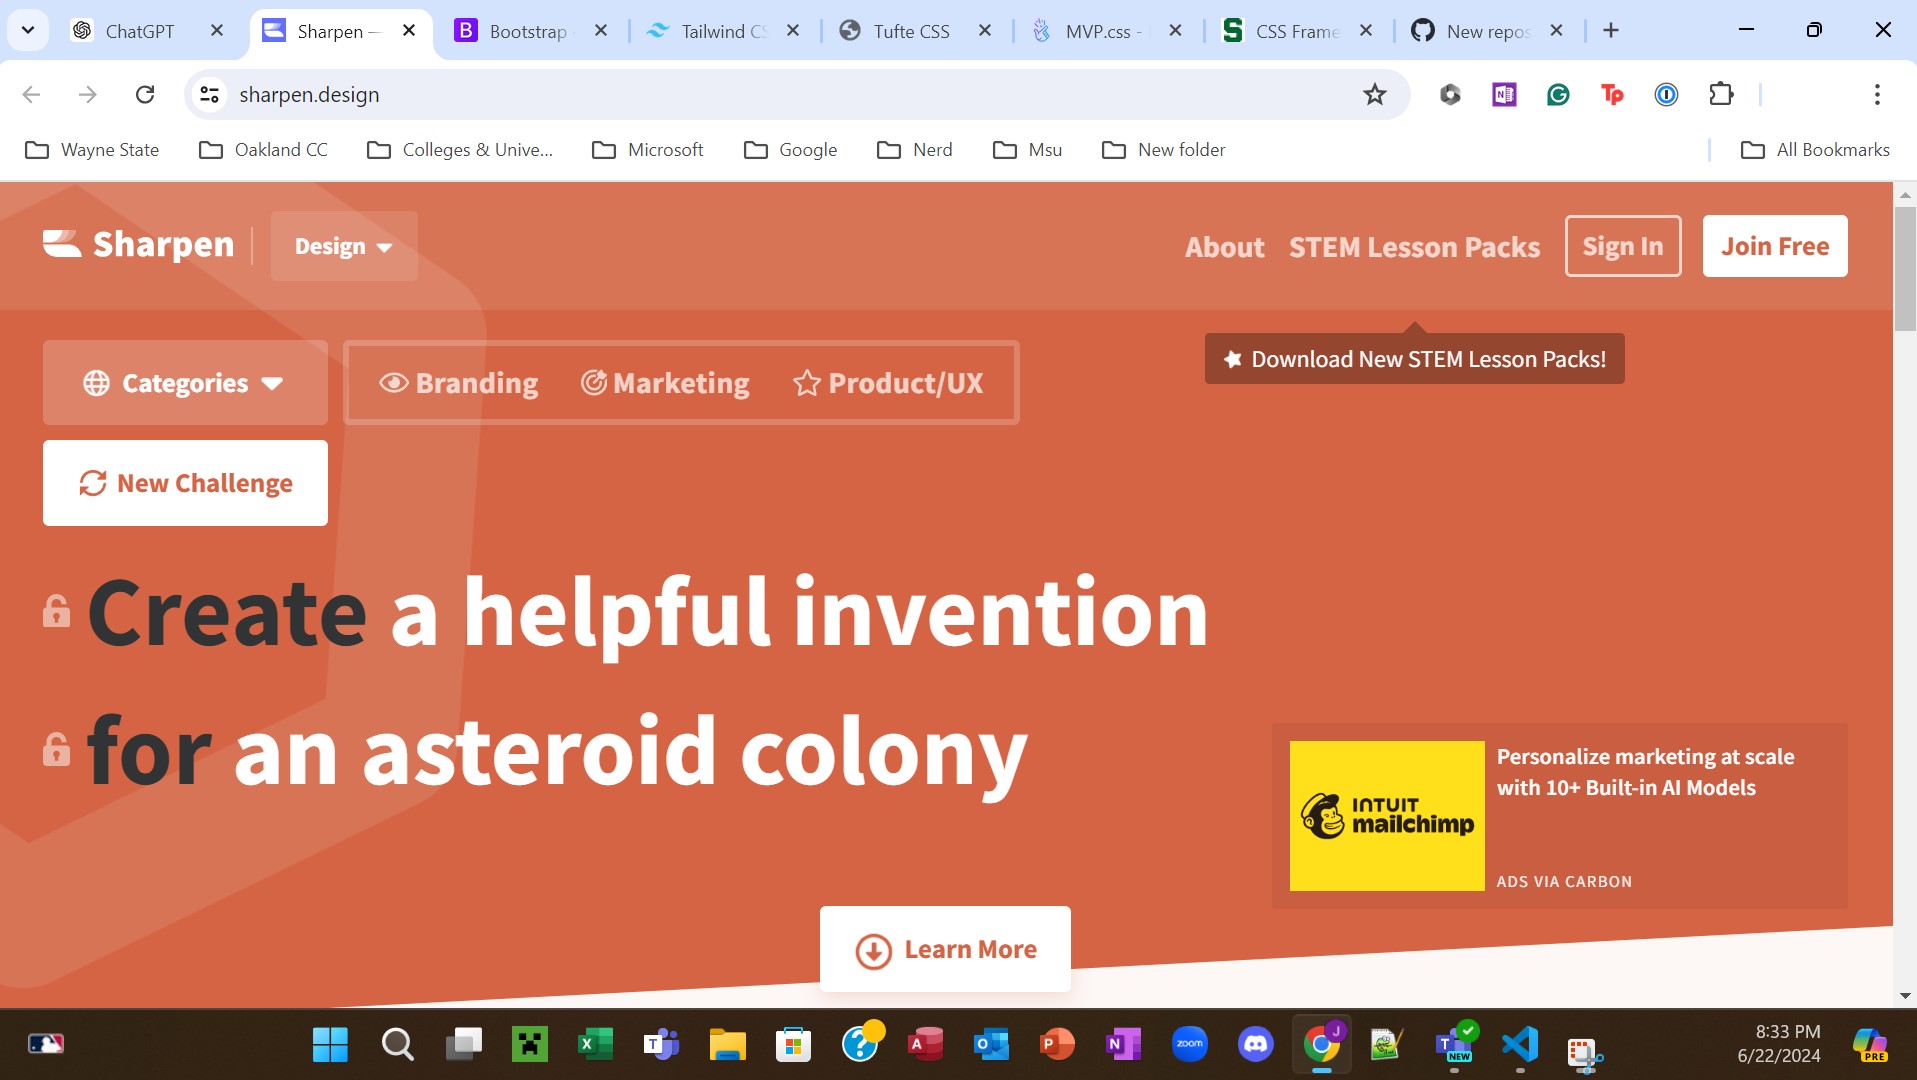 ChatGPT
Sharpen —
Bootstrap
Tailwind CS
Tufte CSS
MVP.css -
CSS Frame
New repos
sharpen.design
Wayne State
Oakland CC
Colleges & Unive...
Microsoft
Google
Nerd
Msu
New folder
All Bookmarks
Sharpen
Design
About
STEM Lesson Packs
Sign In
Join Free
Download New STEM Lesson Packs!
Categories
Branding
Marketing
Product/UX
New Challenge
Create a helpful invention
for an asteroid colony
INTUIT
mailchimp
Personalize marketing at scale
with 10+ Built-in AI Models
ADS VIA CARBON
Learn More
zoom
NEW
8:33 PM
6/22/2024
PRE